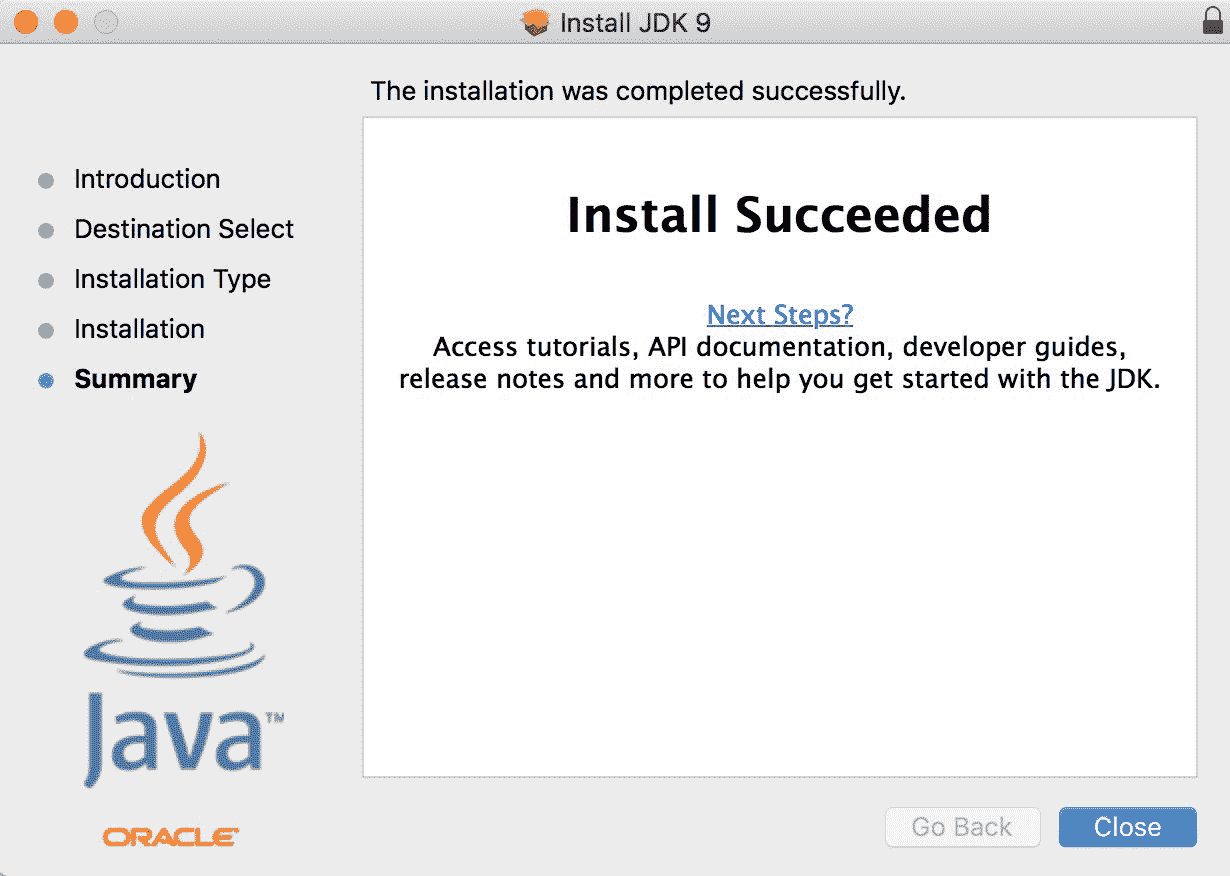 Install JDK 9
The installation was completed successfully.
Introduction
Destination Select
Installation Type
Installation
Summary
Install Succeeded
Next Steps?
Access tutorials, API documentation, developer guides,
release notes and more to help you get started with the JDK.
Java™
ORACLE
Go Back
Close